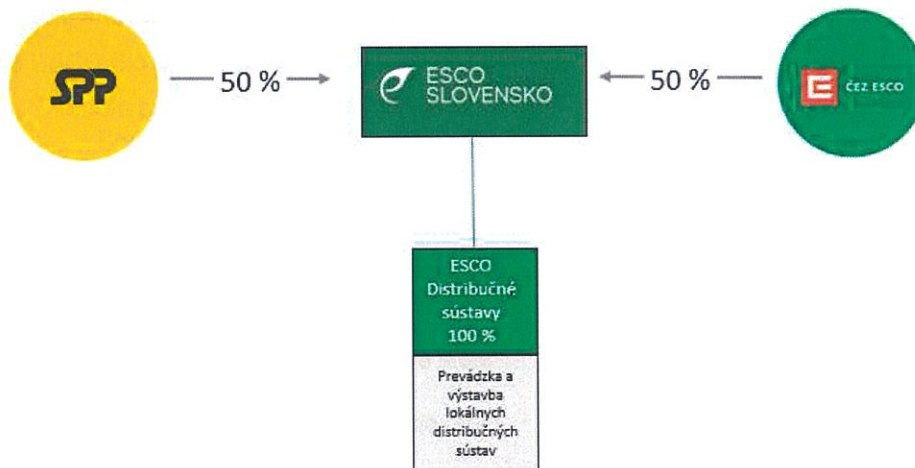 SPP
50 %
ESCO
SLOVENSKO
50 %
ČEZ ESCO
ESCO
Distribučné
sústavy
100 %
Prevádzka a
výstavba
lokálnych
distribučných
sústav